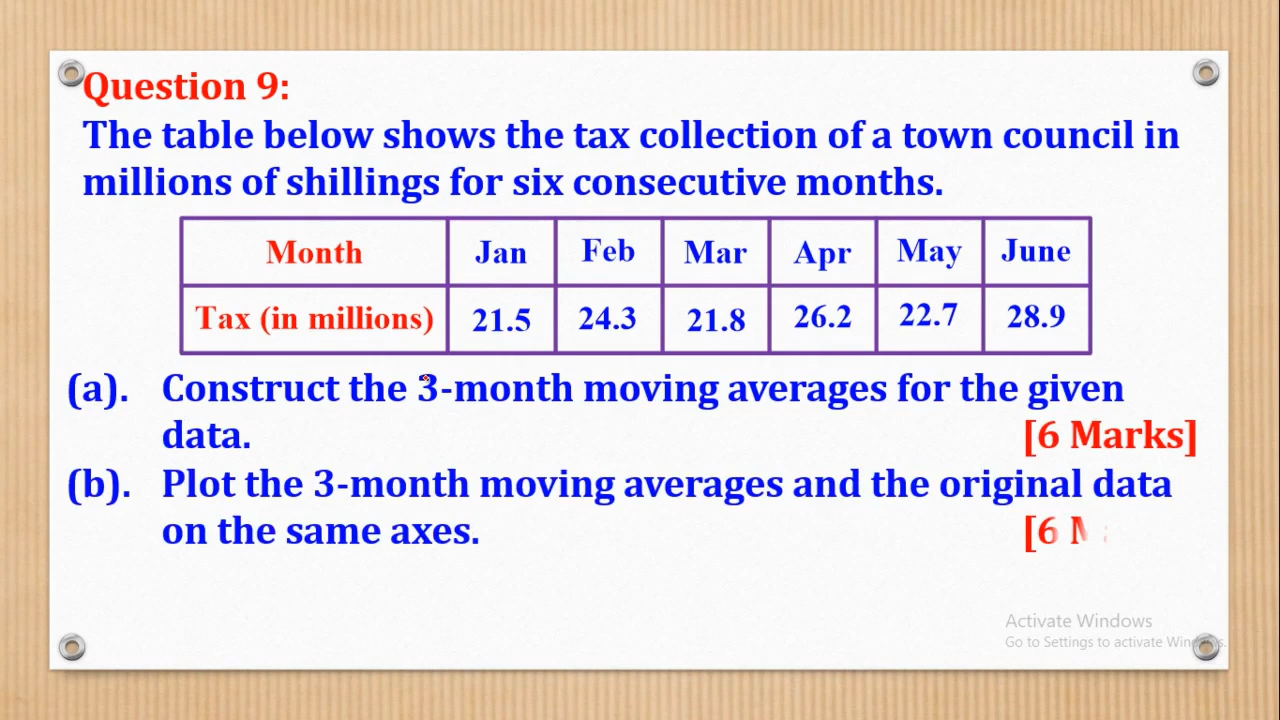 Question 9:
The table below shows the tax collection of a town council in
millions of shillings for six consecutive months.
Month Jan Feb Mar Apr May June
Tax (in millions) 21.5 24.3 21.8 26.2 22.7 28.9
(a). Construct the 3-month moving averages for the given
data. [6 Marks]
(b). Plot the 3-month moving averages and the original data
on the same axes. [6
Activate Windows
Go to Settings to activate Windows.